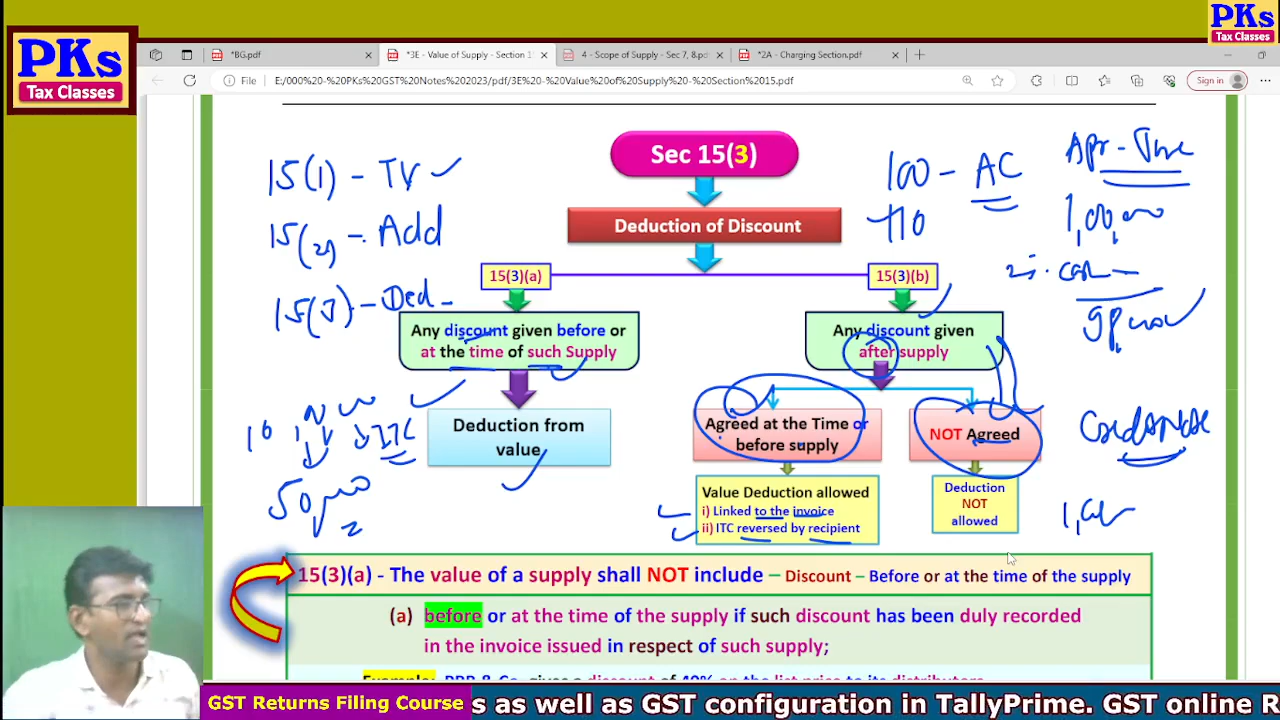 PKs
Tax Classes
PKs
Tax Classes
*BG.pdf
*3E - Value of Supply - Section 1
4 - Scope of Supply - Sec 7, 8.pdf
*2A - Charging Section.pdf
File
E:/000%20-%20PKs%20GST%20Notes%202023/pdf/3E%20-%20Value%20of%20Supply%20-%20Section%2015.pdf
Sign in
Sec 15(3)
Deduction of Discount
15(3)(a)
15(3)(b)
Any discount given before or
at the time of such Supply
Any discount given
after supply
Deduction from
value
Agreed at the Time or
before supply
NOT Agreed
Value Deduction allowed
i) Linked to the invoice
ii) ITC reversed by recipient
Deduction
NOT
allowed
15(1) - TV
15(2) - Add
15(3) - Ded
100 - AC
ITC
15(3)(a) - The value of a supply shall NOT include – Discount – Before or at the time of the supply
(a) before or at the time of the supply if such discount has been duly recorded
in the invoice issued in respect of such supply;
GST Returns Filing Course
s as well as GST configuration in TallyPrime. GST online R